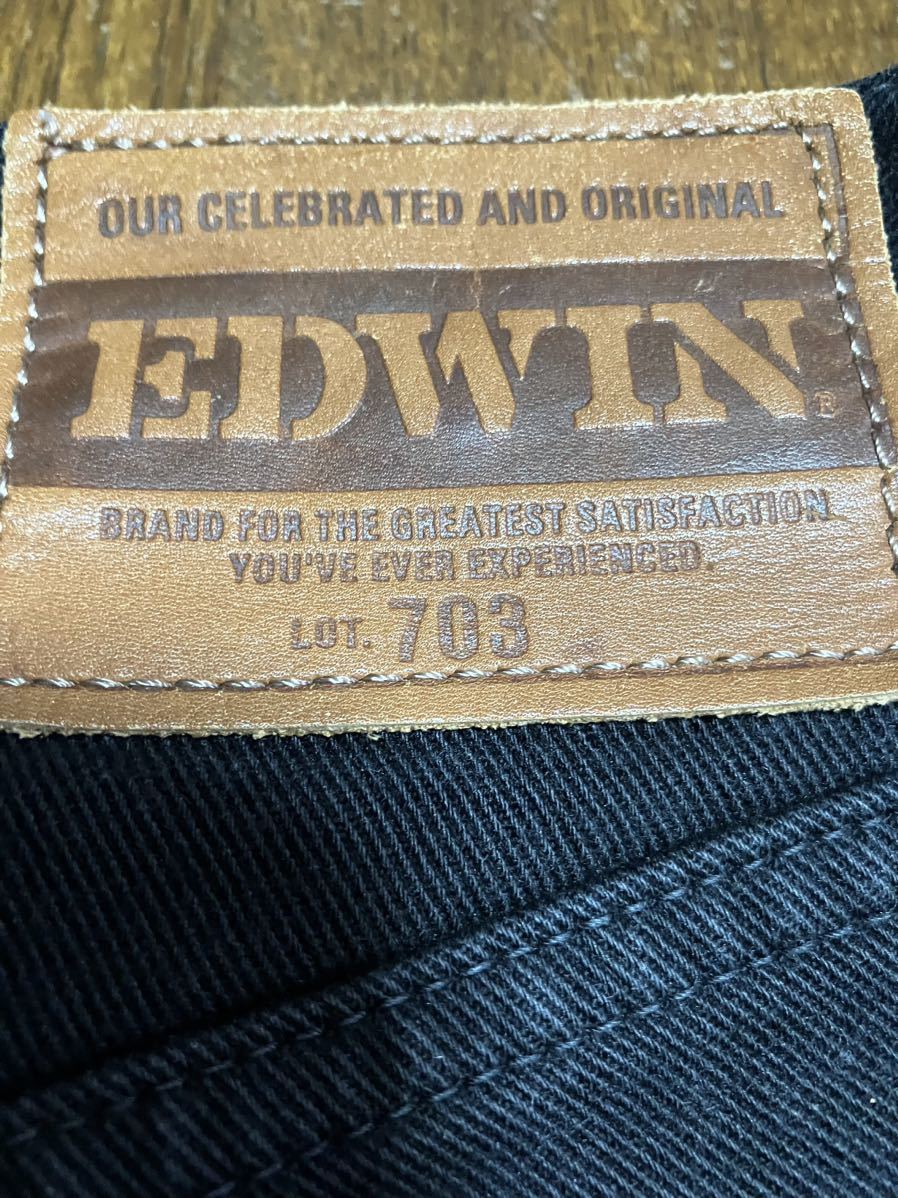 OUR CELEBRATED AND ORIGINAL
EDWIN®
BRAND FOR THE GREATEST SATISFACTION
YOU'VE EVER EXPERIENCED.
LOT. 703